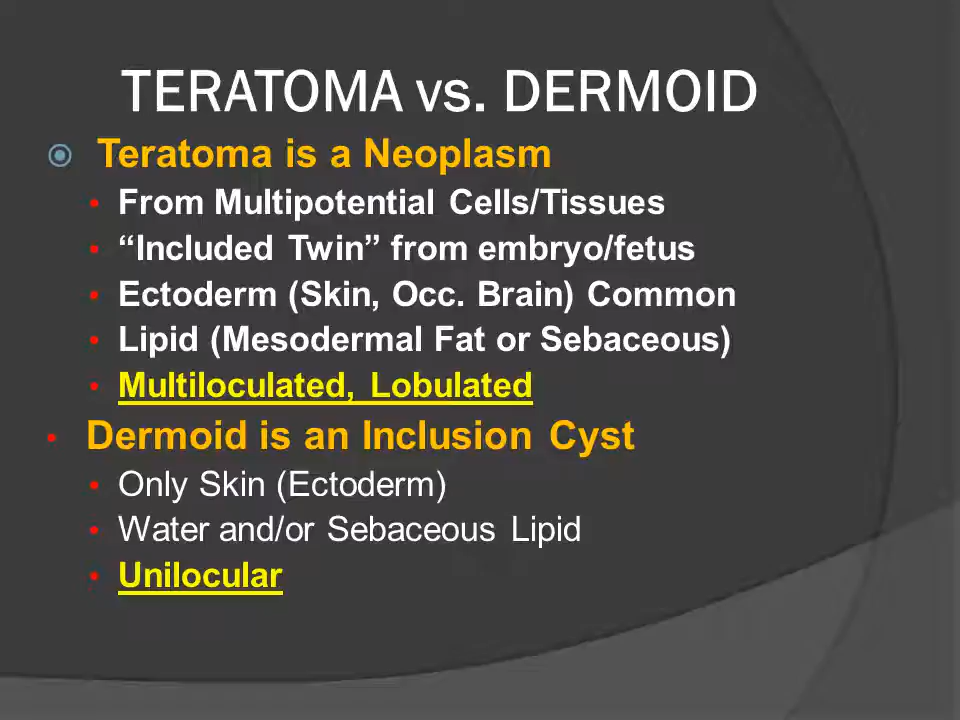 TERATOMA vs. DERMOID
Teratoma is a Neoplasm
• From Multipotential Cells/Tissues
• “Included Twin” from embryo/fetus
• Ectoderm (Skin, Occ. Brain) Common
• Lipid (Mesodermal Fat or Sebaceous)
• Multiloculated, Lobulated
• Dermoid is an Inclusion Cyst
• Only Skin (Ectoderm)
• Water and/or Sebaceous Lipid
• Unilocular